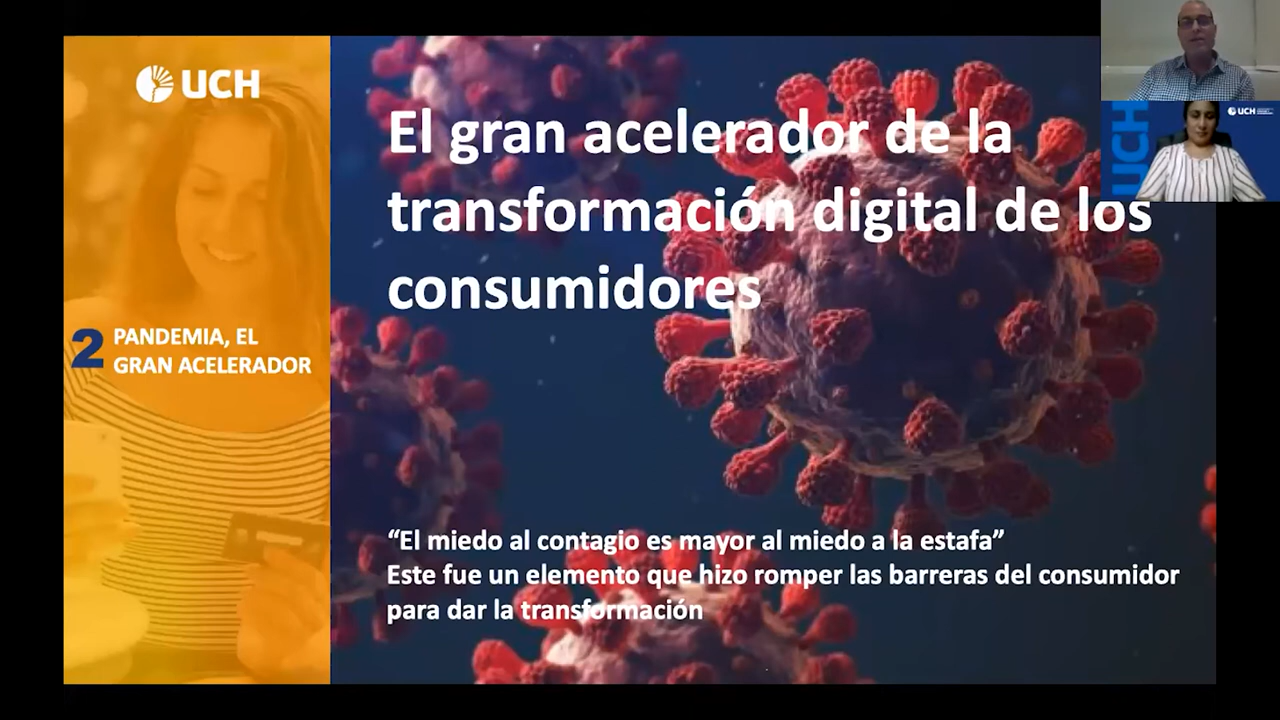 UCH
El gran acelerador de la
transformación digital de los
consumidores
2 PANDEMIA, EL
GRAN ACELERADOR
“El miedo al contagio es mayor al miedo a la estafa”
Este fue un elemento que hizo romper las barreras del consumidor
para dar la transformación
UCH
UCH